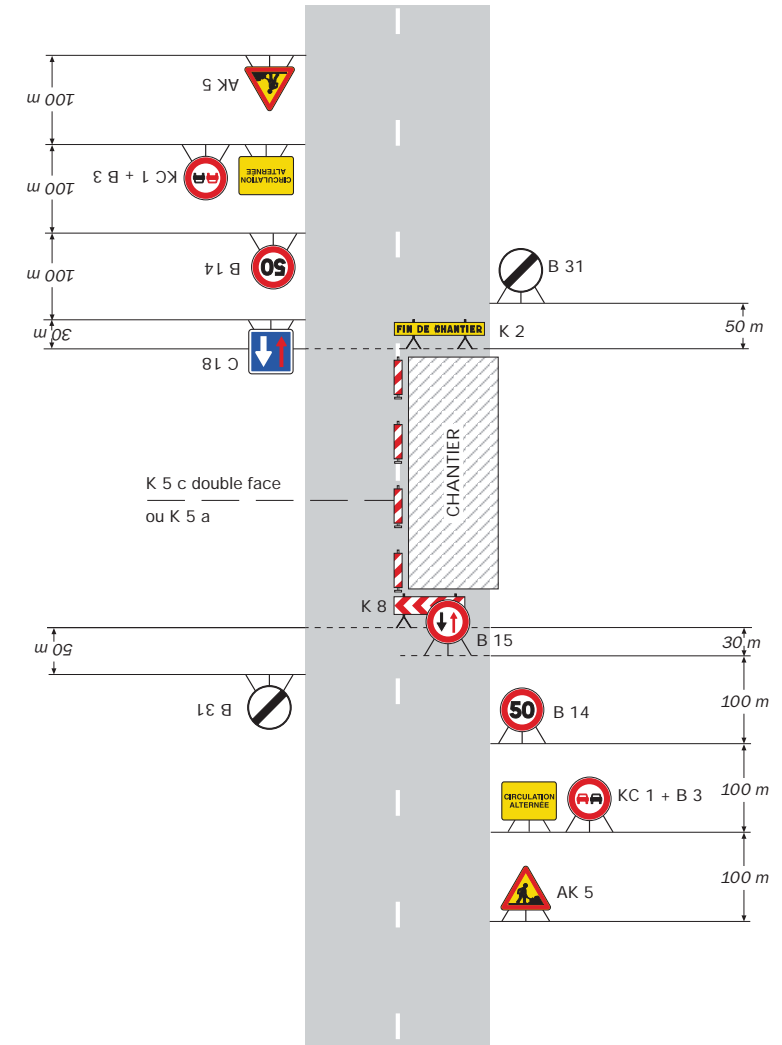 AK 5
100 m
KC 1 + B 3
CIRCULATION
ALTERNÉE
100 m
B 14
50
100 m
C 18
30 m
B 31
50 m
FIN DE CHANTIER
K 2
CHANTIER
K 5 c double face
ou K 5 a
K 8
B 15
30 m
50 m
B 31
50
B 14
100 m
CIRCULATION
ALTERNÉE
KC 1 + B 3
100 m
AK 5
100 m